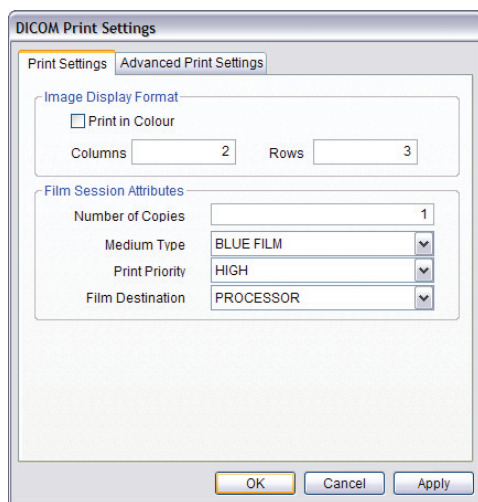 DICOM Print Settings
Print Settings Advanced Print Settings
Image Display Format
Print in Colour
Columns 2 Rows 3
Film Session Attributes
Number of Copies 1
Medium Type BLUE FILM
Print Priority HIGH
Film Destination PROCESSOR
OK Cancel Apply